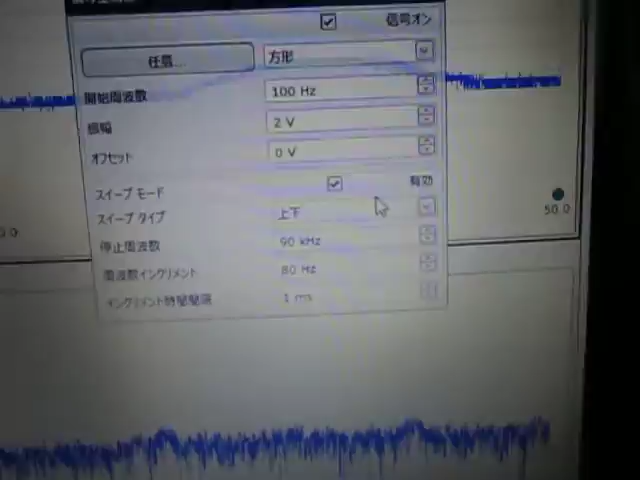 信号オン
任意...
方形
開始周波数 100 Hz
振幅 2 V
オフセット 0 V
スイープ モード 有効
スイープ タイプ 上下
50.0
停止周波数 90 kHz
周波数インクリメント 80 Hz
インクリメント時間間隔 1 ms